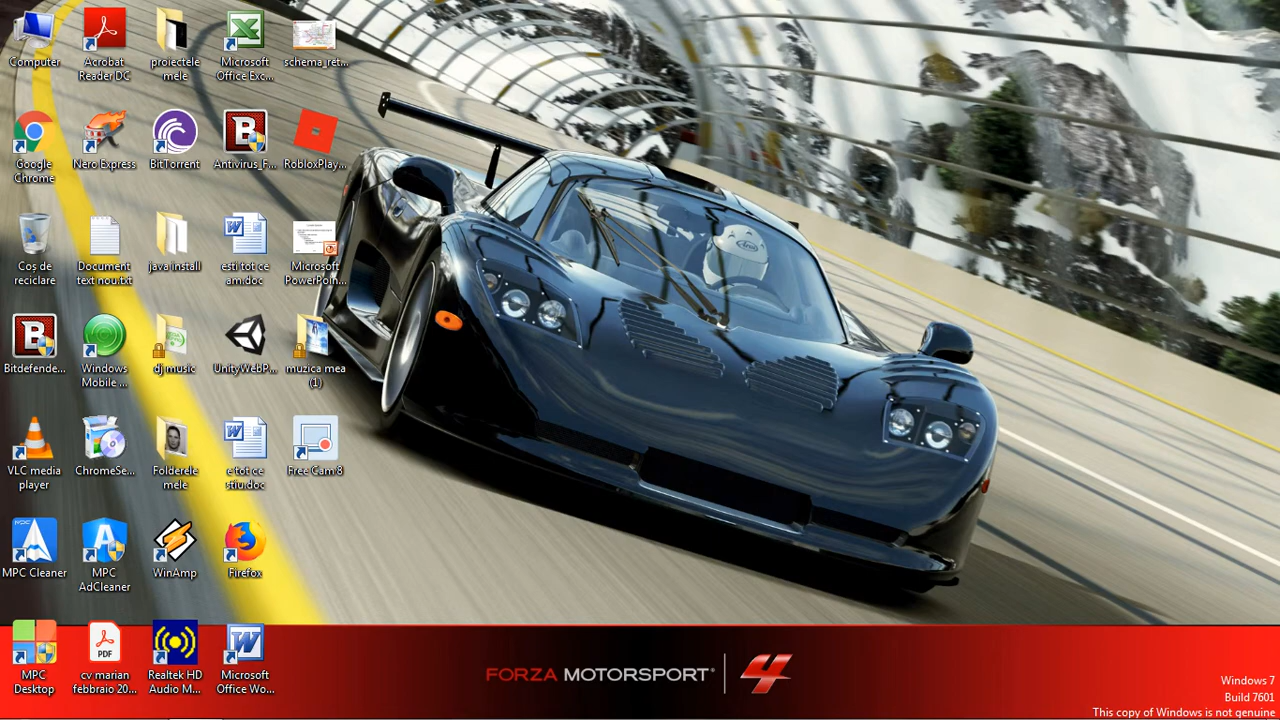 Computer
Acrobat
Reader DC
proiectele
mele
Microsoft
Office Exc...
schema_ret...
Google
Chrome
Nero Express
BitTorrent
Antivirus_F...
RobloxPlay...
Coș de
reciclare
Document
text nou.txt
java install
esti tot ce
am.doc
Microsoft
PowerPoin...
Bitdefende...
Windows
Mobile ...
dj music
UnityWebP...
muzica mea
(1)
VLC media
player
ChromeSe...
Folderele
mele
e tot ce
stiu.doc
Free Cam 8
MPC Cleaner
MPC
AdCleaner
WinAmp
Firefox
MPC
Desktop
PDF
cv marian
febbraio 20...
Realtek HD
Audio M...
Microsoft
Office Wo...
FORZA MOTORSPORT 4
Windows 7
Build 7601
This copy of Windows is not genuine